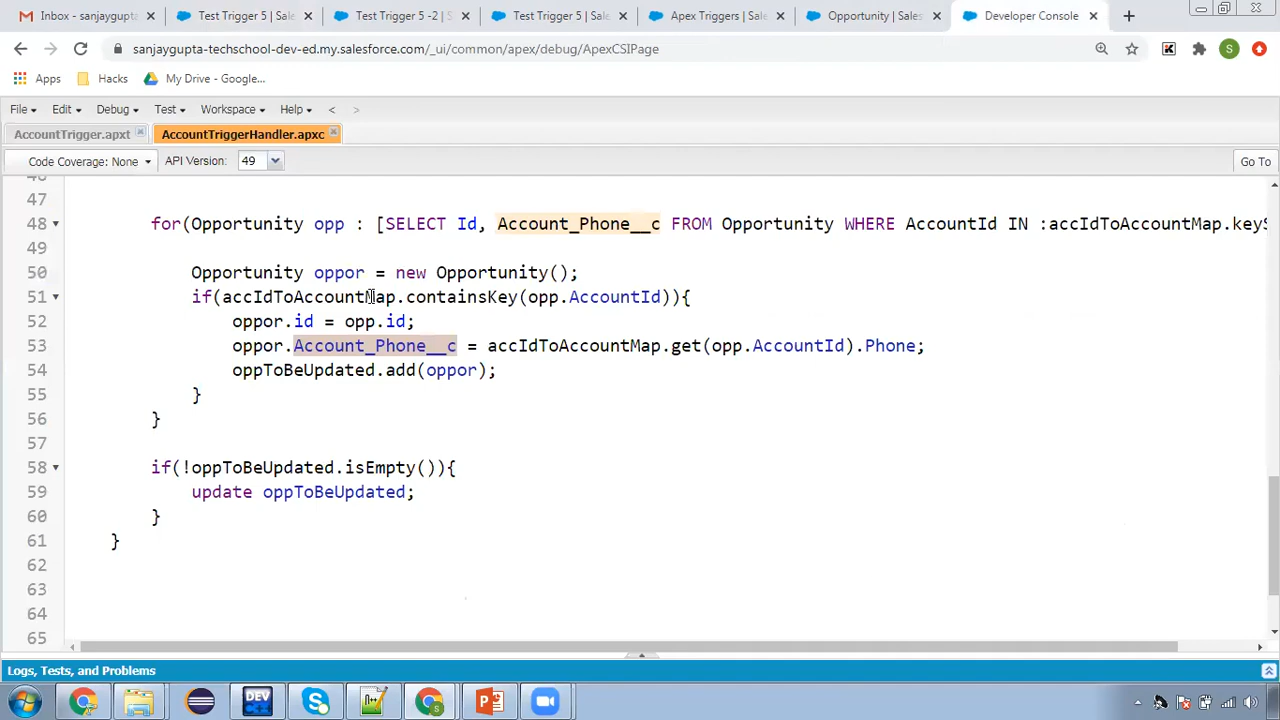 Inbox - sanjaygupta-techs
Test Trigger 5 | Sales
Test Trigger 5 -2 | S
Test Trigger 5 | Sales
Apex Triggers | Sales
Opportunity | Sales
Developer Console
sanjaygupta-techschool-dev-ed.my.salesforce.com/_ui/common/apex/debug/ApexCSIPage
S
Apps
Hacks
My Drive - Google...
File
Edit
Debug
Test
Workspace
Help
<
>
AccountTrigger.apxt
AccountTriggerHandler.apxc
Code Coverage: None
API Version:
49
Go To
46
47
48 for(Opportunity opp : [SELECT Id, Account_Phone__c FROM Opportunity WHERE AccountId IN :accIdToAccountMap.keyS
49
50 Opportunity oppor = new Opportunity();
51 if(accIdToAccountMap.containsKey(opp.AccountId)){
52 oppor.id = opp.id;
53 oppor.Account_Phone__c = accIdToAccountMap.get(opp.AccountId).Phone;
54 oppToBeUpdated.add(oppor);
55 }
56 }
57
58 if(!oppToBeUpdated.isEmpty()){
59 update oppToBeUpdated;
60 }
61 }
62
63
64
65
Logs, Tests, and Problems
DEV C++